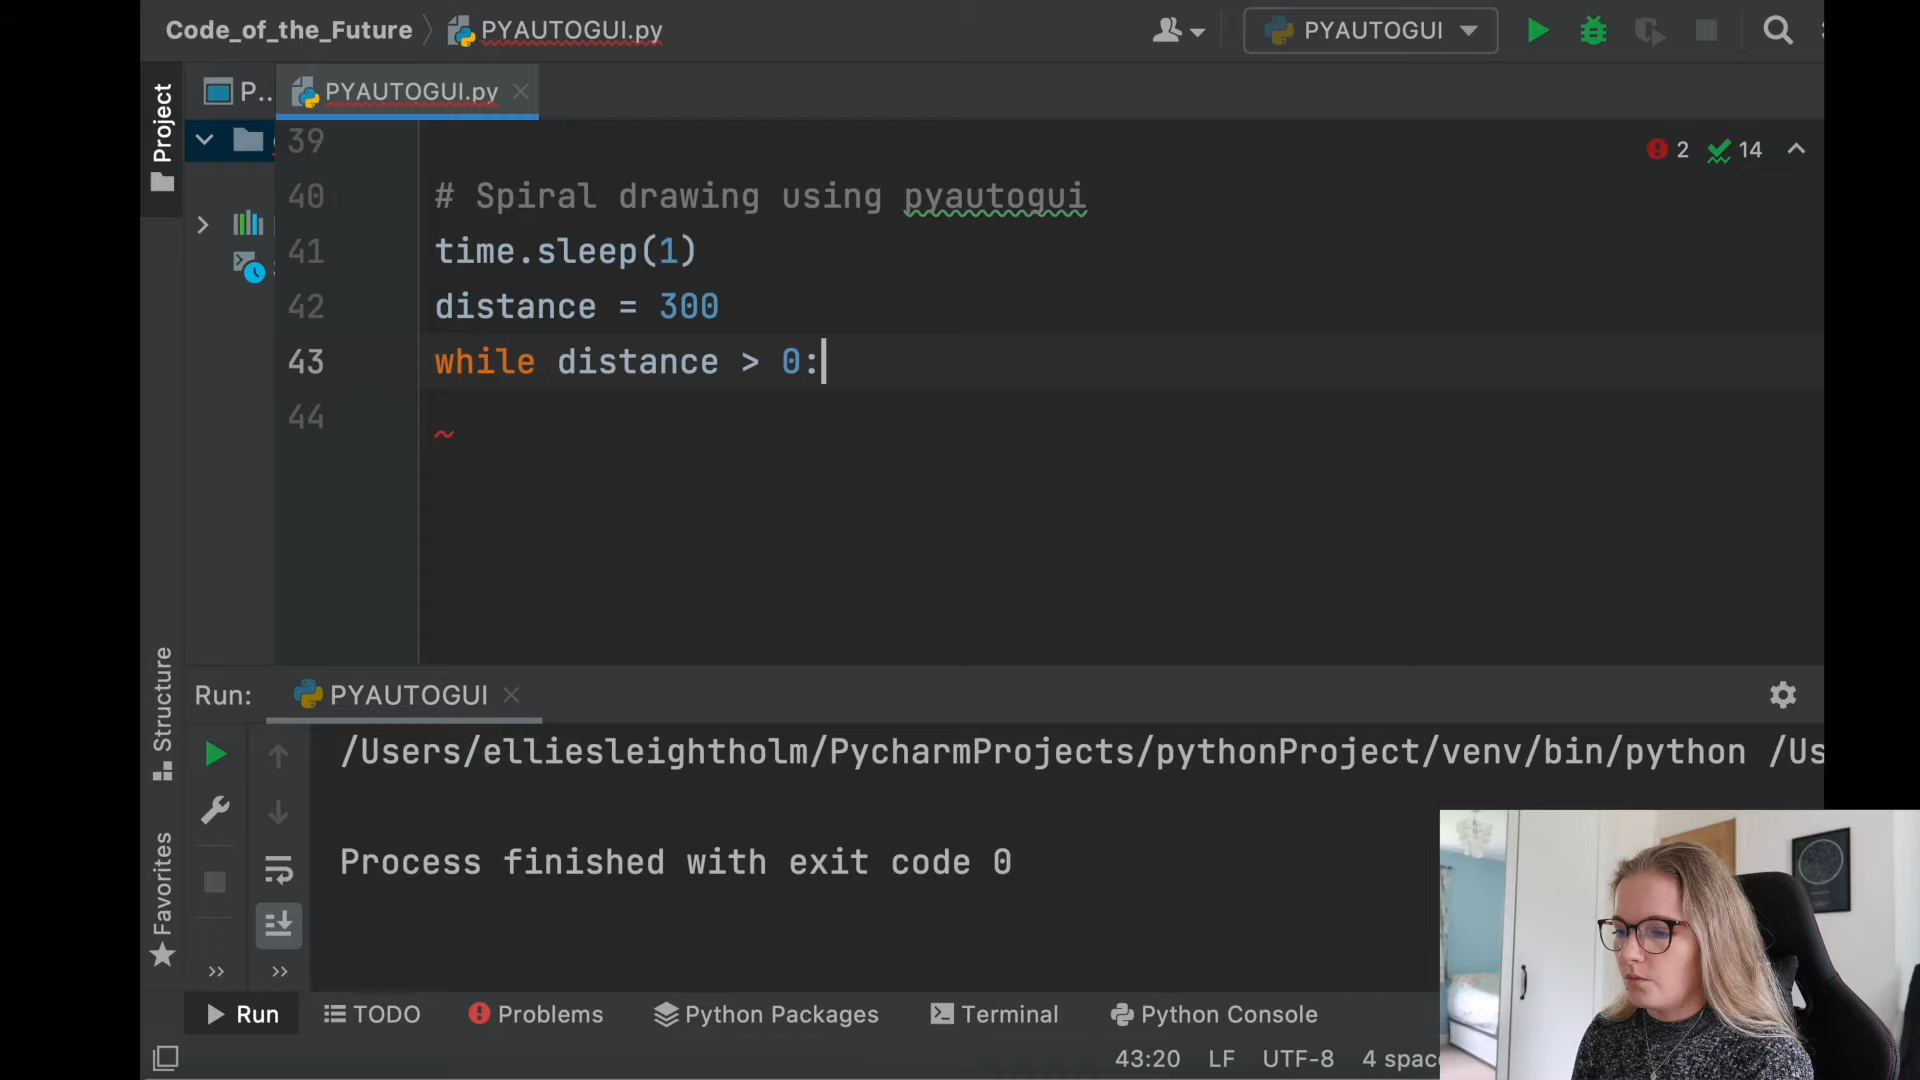 Code_of_the_Future 〉 PYAUTOGUI.py
PYAUTOGUI
P..
PYAUTOGUI.py
Project
2
14
39
40 # Spiral drawing using pyautogui
41 time.sleep(1)
42 distance = 300
43 while distance > 0:
44
Structure
Favorites
Run:
PYAUTOGUI
/Users/elliesleightholm/PycharmProjects/pythonProject/venv/bin/python /Us
Process finished with exit code 0
Run
TODO
Problems
Python Packages
Terminal
Python Console
43:20
LF
UTF-8
4 spac